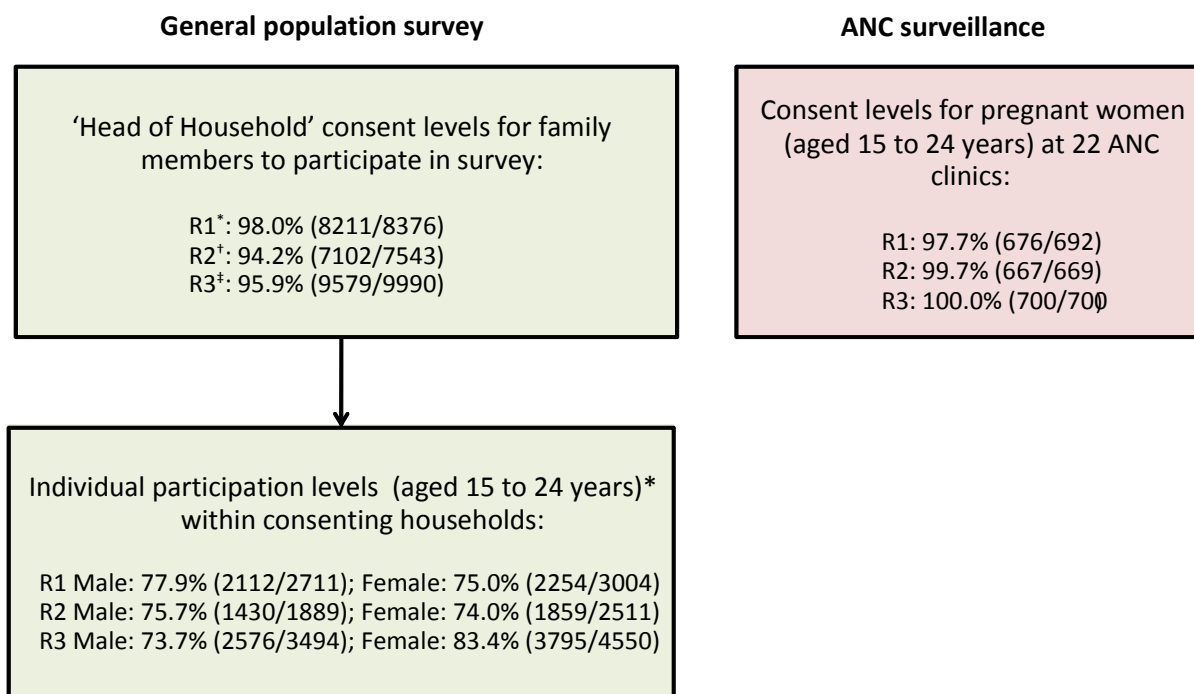 General population survey
'Head of Household' consent levels for family
members to participate in survey:
R1*: 98.0% (8211/8376)
R2†: 94.2% (7102/7543)
R3‡: 95.9% (9579/9990)
Individual participation levels (aged 15 to 24 years)*
within consenting households:
R1 Male: 77.9% (2112/2711); Female: 75.0% (2254/3004)
R2 Male: 75.7% (1430/1889); Female: 74.0% (1859/2511)
R3 Male: 73.7% (2576/3494); Female: 83.4% (3795/4550)
ANC surveillance
Consent levels for pregnant women
(aged 15 to 24 years) at 22 ANC
clinics:
R1: 97.7% (676/692)
R2: 99.7% (667/669)
R3: 100.0% (700/700)